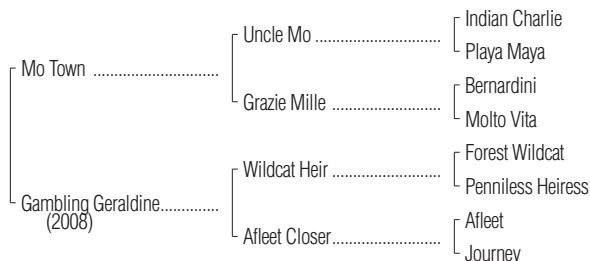 Indian Charlie
Uncle Mo ................................
Playa Maya
Mo Town ................................
Bernardini
Grazie Mille ............................
Molto Vita
Forest Wildcat
Wildcat Heir ............................
Penniless Heiress
Gambling Geraldine...............
(2008)
Afleet
Afleet Closer............................
Journey